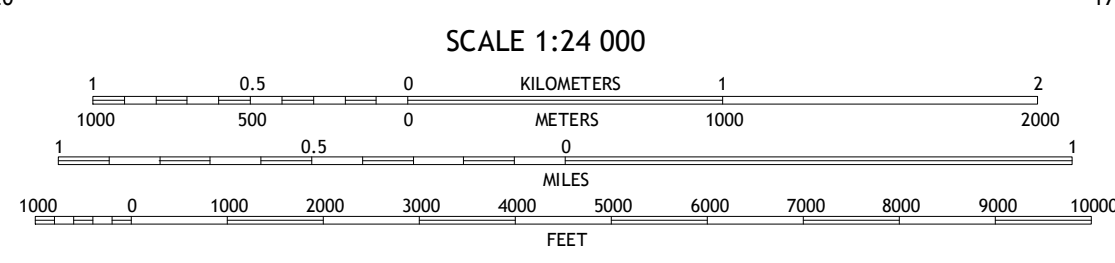 SCALE 1:24 000
1 0.5 0 KILOMETERS 1 2
1000 500 0 METERS 1000 2000
1 0.5 0 1
MILES
1000 0 1000 2000 3000 4000 5000 6000 7000 8000 9000 10000
FEET